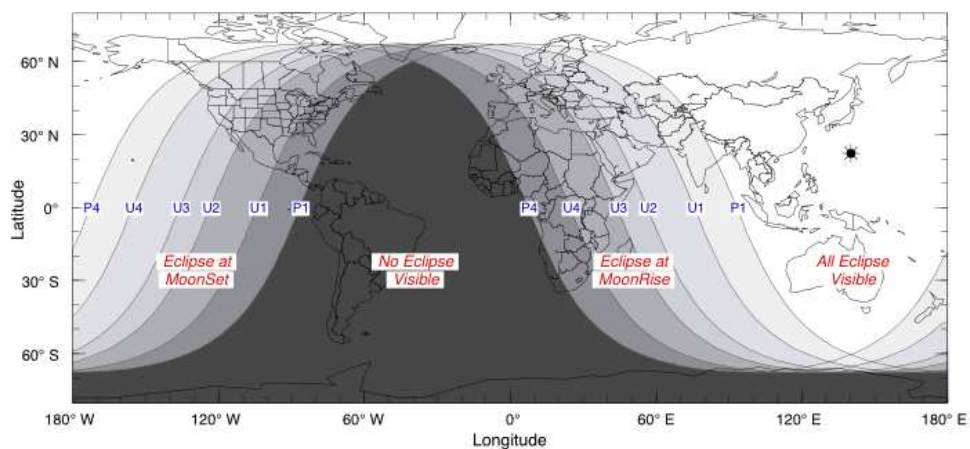 60° N
30° N
0°
30° S
60° S
Latitude
P4 U4 U3 U2 U1 P1 P4 U4 U3 U2 U1 P1
Eclipse at
MoonSet
No Eclipse
Visible
Eclipse at
MoonRise
All Eclipse
Visible
180° W 120° W 60° W 0° 60° E 120° E 180° E
Longitude